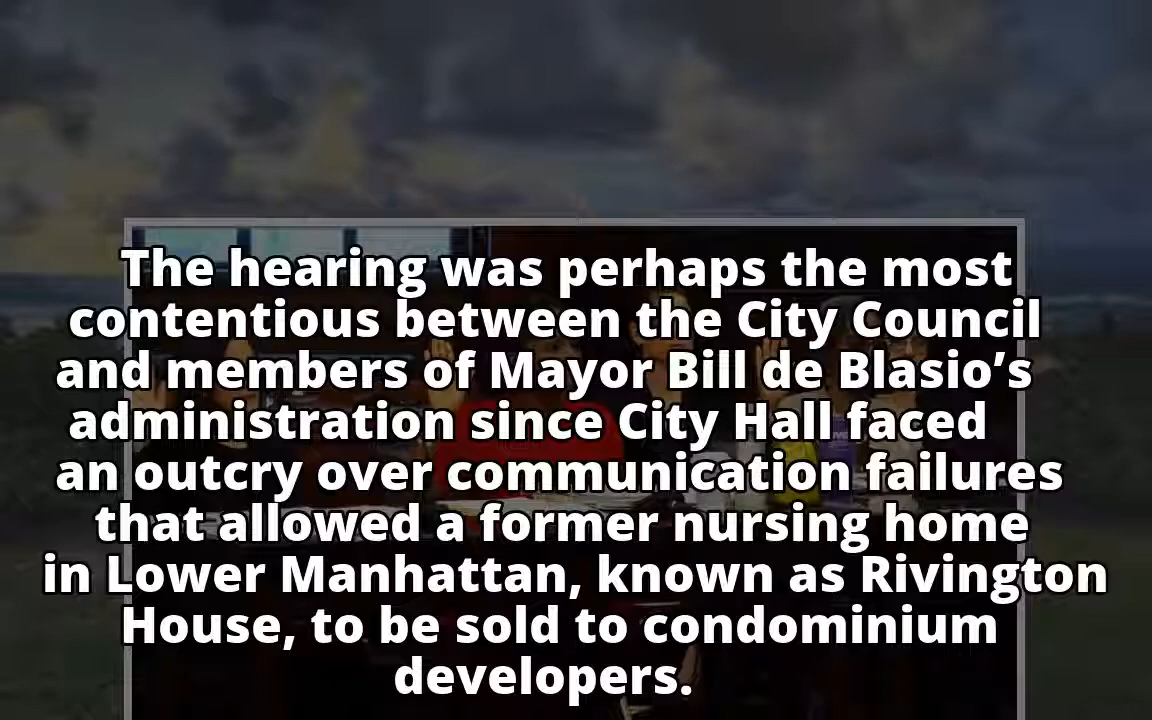 The hearing was perhaps the most
contentious between the City Council
and members of Mayor Bill de Blasio’s
administration since City Hall faced
an outcry over communication failures
that allowed a former nursing home
in Lower Manhattan, known as Rivington
House, to be sold to condominium
developers.